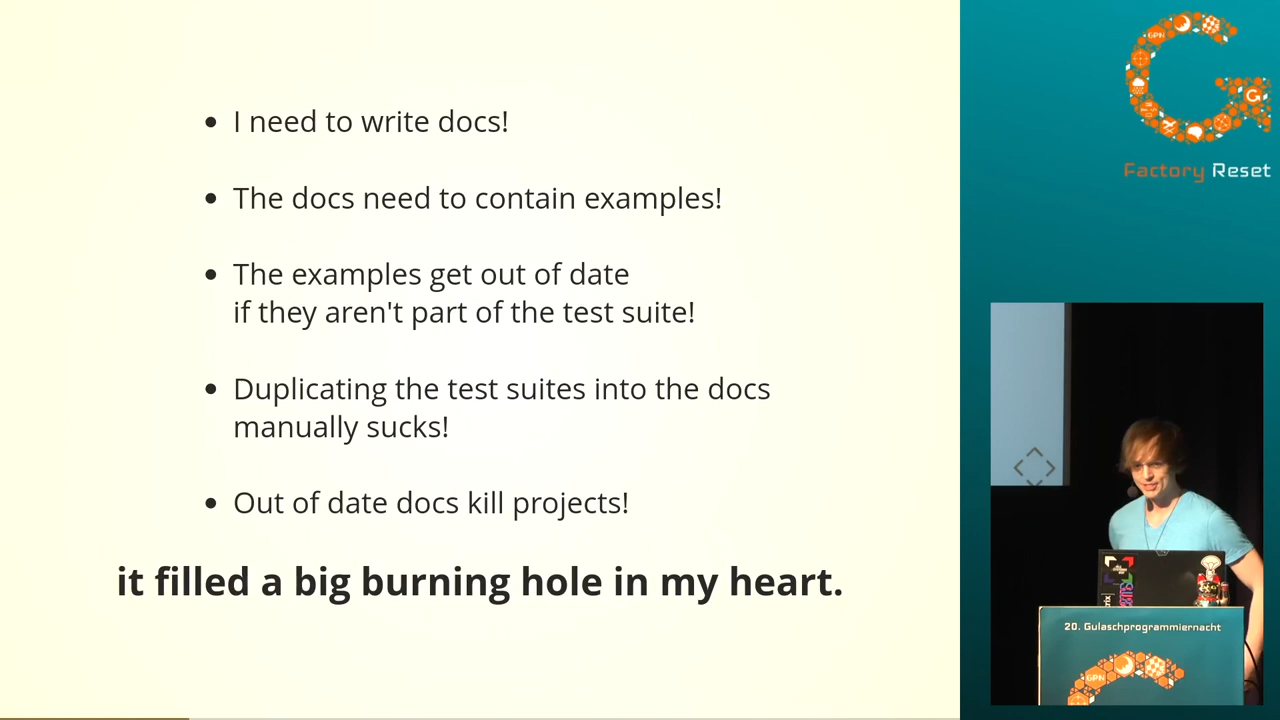 I need to write docs!
The docs need to contain examples!
The examples get out of date
if they aren't part of the test suite!
Duplicating the test suites into the docs
manually sucks!
Out of date docs kill projects!
it filled a big burning hole in my heart.
GPN
Factory Reset
20. Gulaschprogrammiernacht
GPN